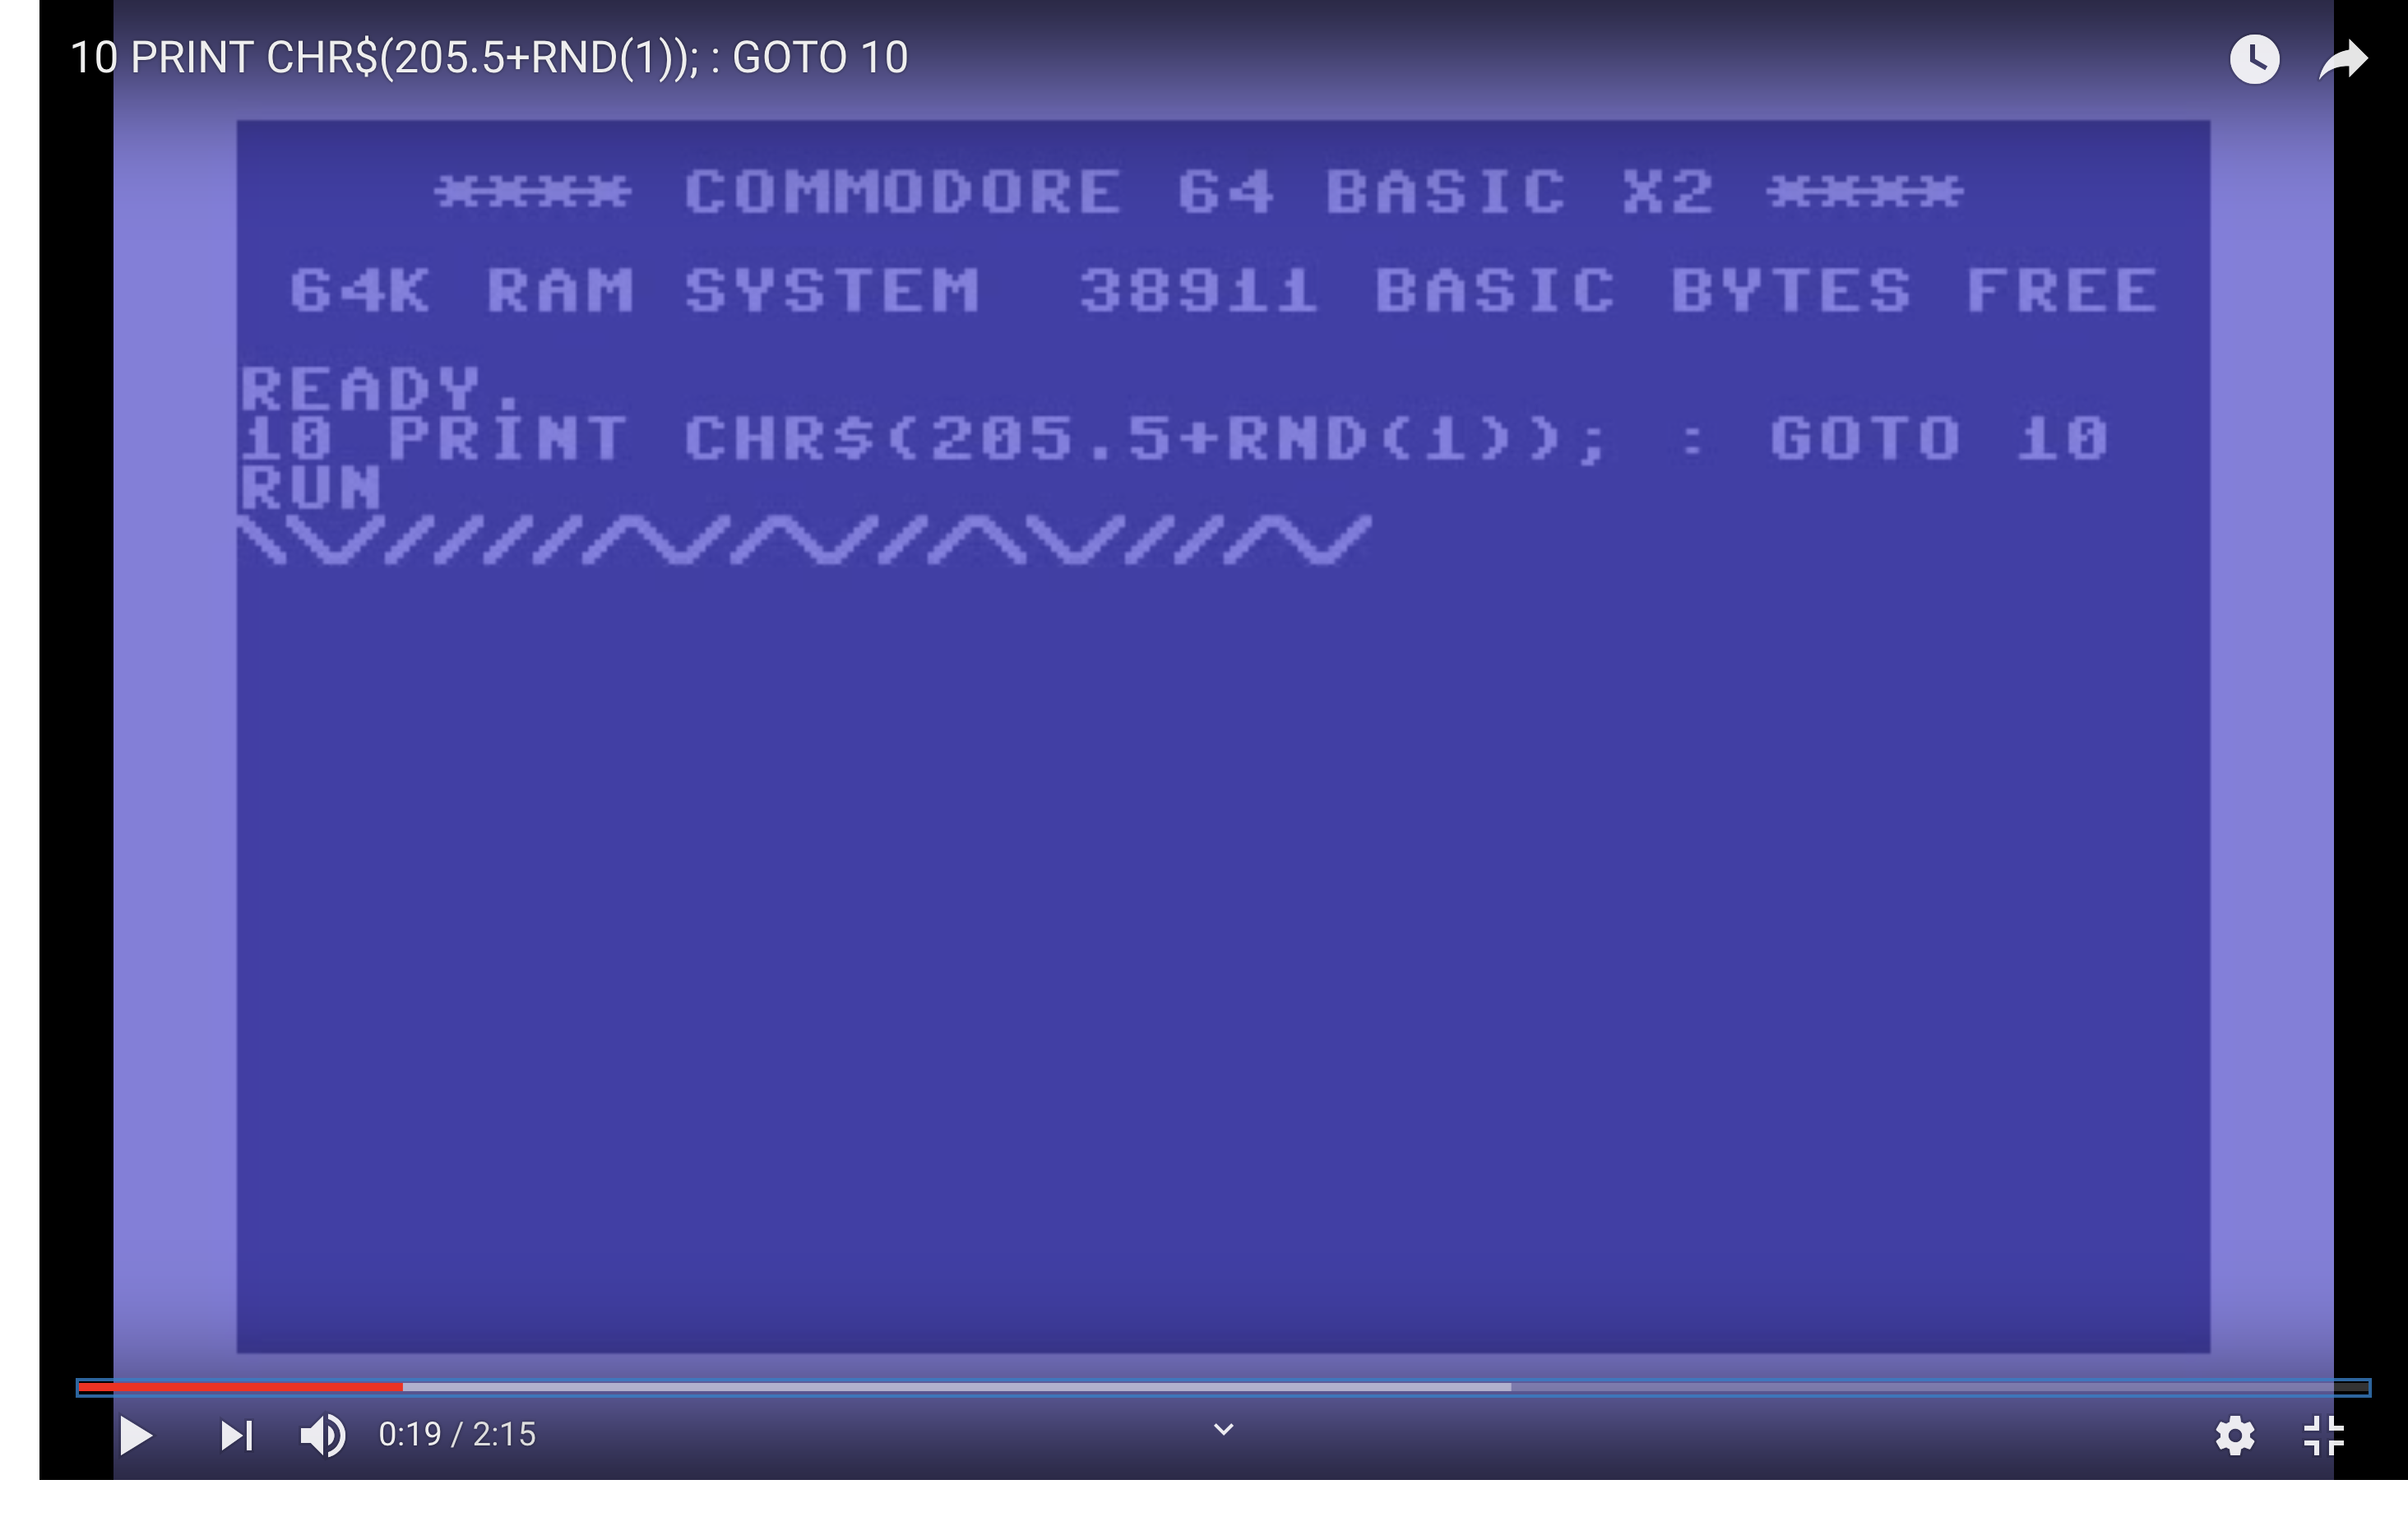 10 PRINT CHR$(205.5+RND(1)); : GOTO 10
**** COMMODORE 64 BASIC X2 ****
64K RAM SYSTEM 38911 BASIC BYTES FREE
READY.
10 PRINT CHR$(205.5+RND(1)); : GOTO 10
RUN
\\//////\//\///\\////\/
0:19 / 2:15